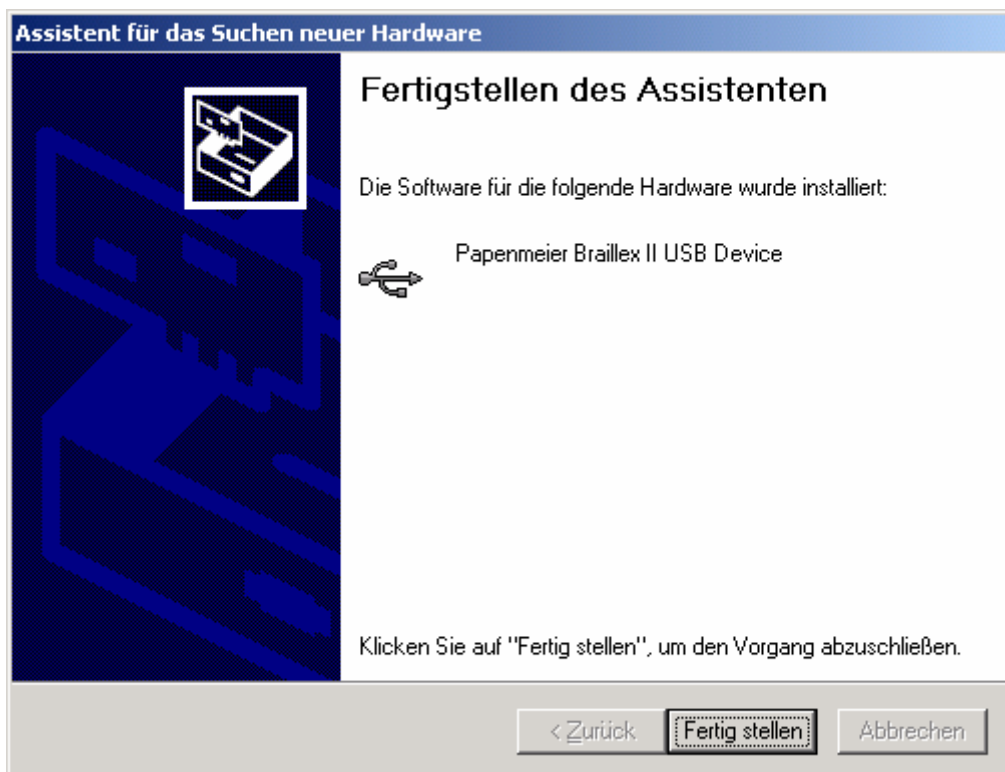 Assistent für das Suchen neuer Hardware
Fertigstellen des Assistenten
Die Software für die folgende Hardware wurde installiert:
Papenmeier Braillex II USB Device
Klicken Sie auf "Fertig stellen", um den Vorgang abzuschließen.
< Zurück Fertig stellen Abbrechen